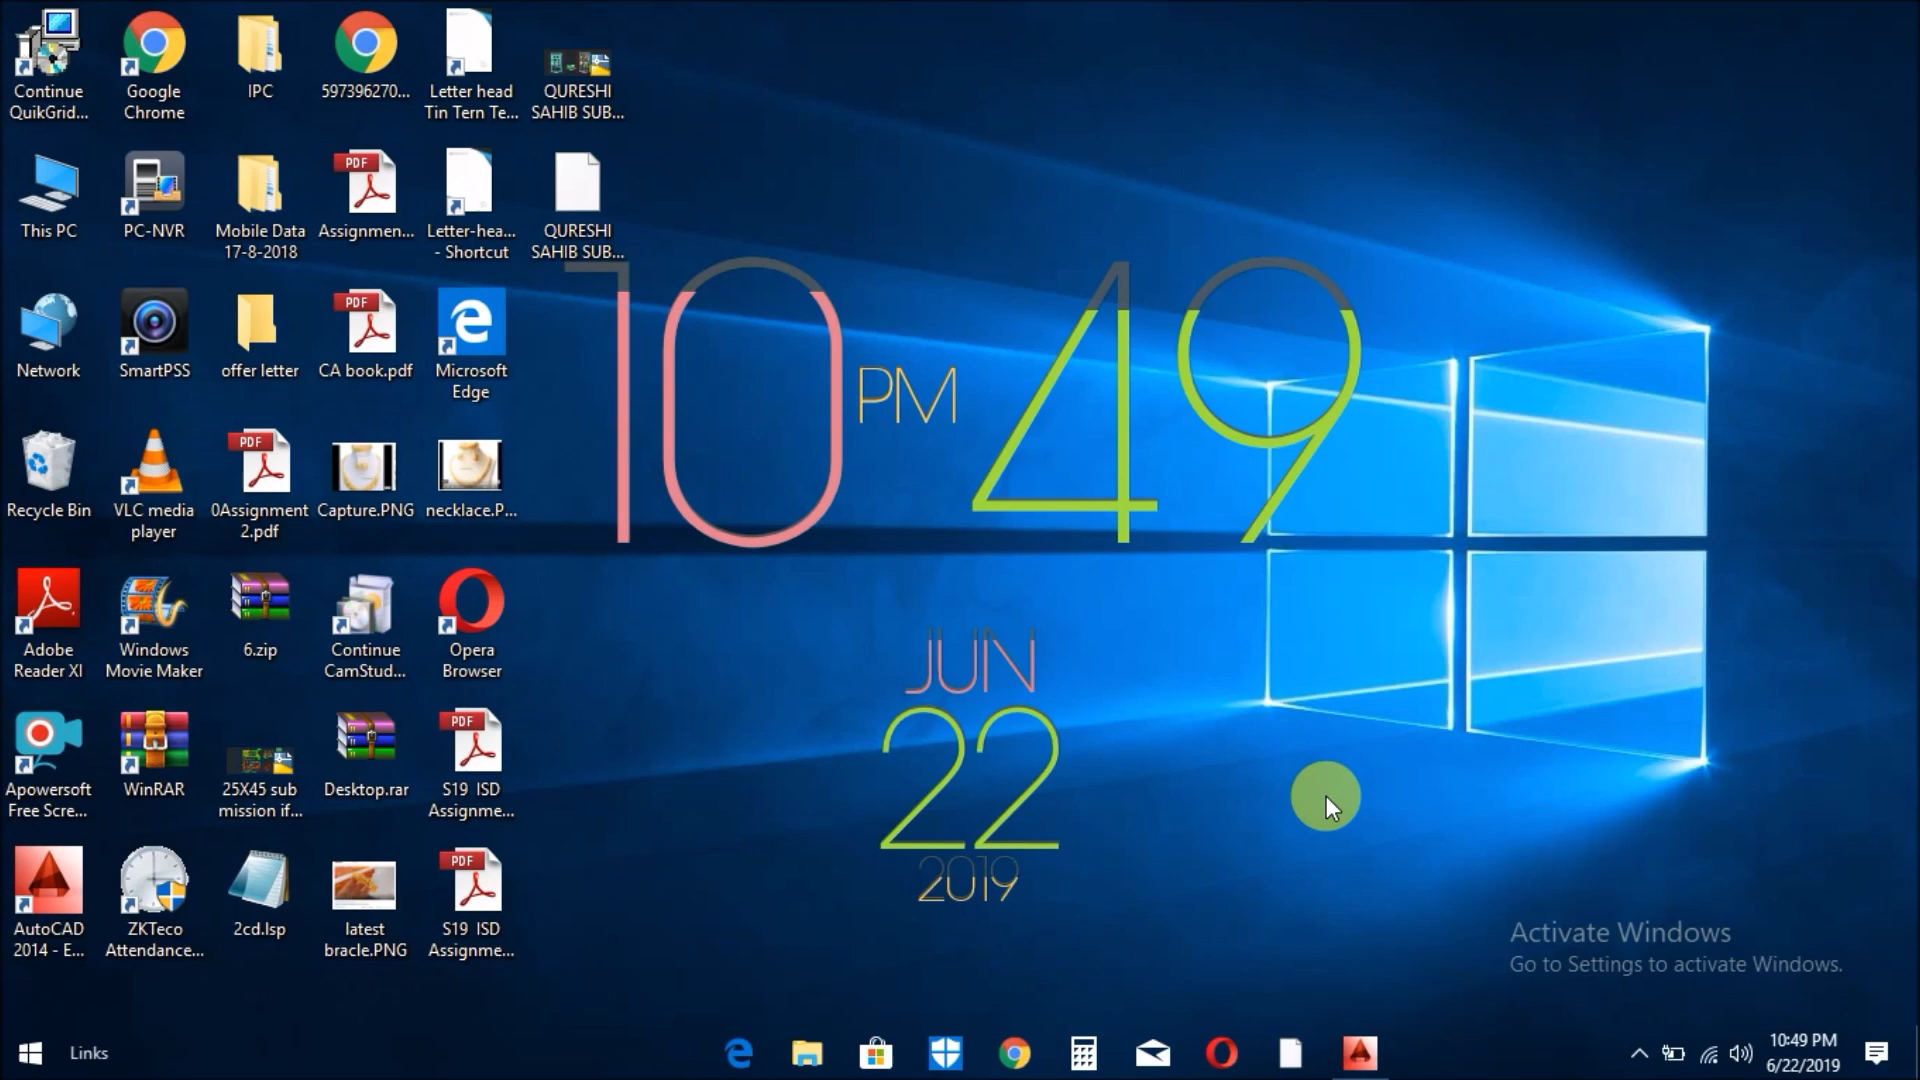 Continue
QuikGrid...
Google
Chrome
IPC
597396270...
Letter head
Tin Tern Te...
QURESHI
SAHIB SUB...
This PC
PC-NVR
Mobile Data
17-8-2018
PDF
Assignmen...
Letter-hea...
- Shortcut
QURESHI
SAHIB SUB...
10 PM 49
Network
SmartPSS
offer letter
PDF
CA book.pdf
Microsoft
Edge
Recycle Bin
VLC media
player
PDF
0Assignment
2.pdf
Capture.PNG
necklace.P...
Adobe
Reader XI
Windows
Movie Maker
6.zip
Continue
CamStud...
Opera
Browser
JUN
22
2019
Apowersoft
Free Scre...
WinRAR
25X45 sub
mission if...
Desktop.rar
PDF
S19 ISD
Assignme...
AutoCAD
2014 - E...
ZKTeco
Attendance...
2cd.lsp
latest
bracle.PNG
PDF
S19 ISD
Assignme...
Activate Windows
Go to Settings to activate Windows.
Links
10:49 PM
6/22/2019